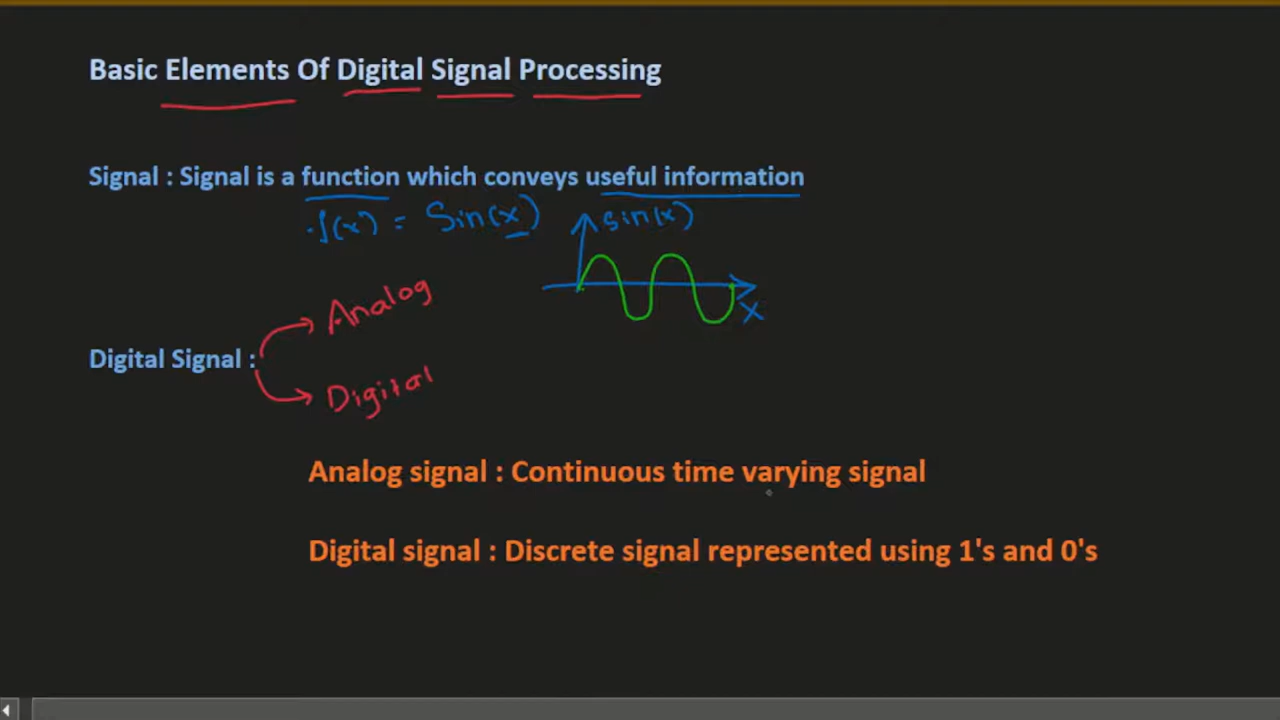 Basic Elements Of Digital Signal Processing
Signal : Signal is a function which conveys useful information
f(x) = Sin(x)
sin(x)
x
Analog
Digital Signal :
Digital
Analog signal : Continuous time varying signal
Digital signal : Discrete signal represented using 1's and 0's